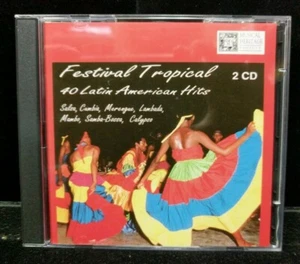 Festival Tropical
2 CD
40 Latin American Hits
Salsa, Cumbia, Merengue, Lambada,
Mambo, Samba-Bossa, Calypso